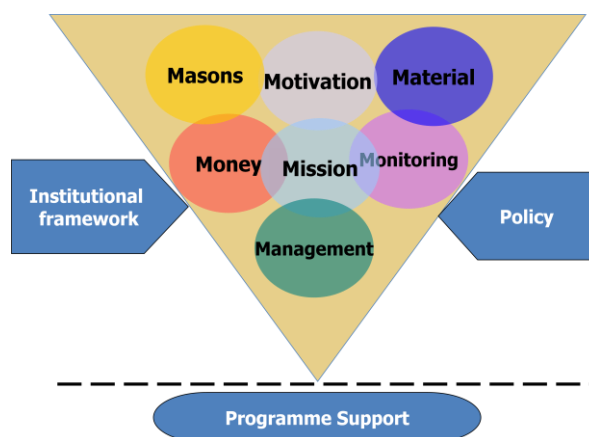 Masons
Motivation
Material
Money
Mission
Monitoring
Institutional
framework
Policy
Management
Programme Support